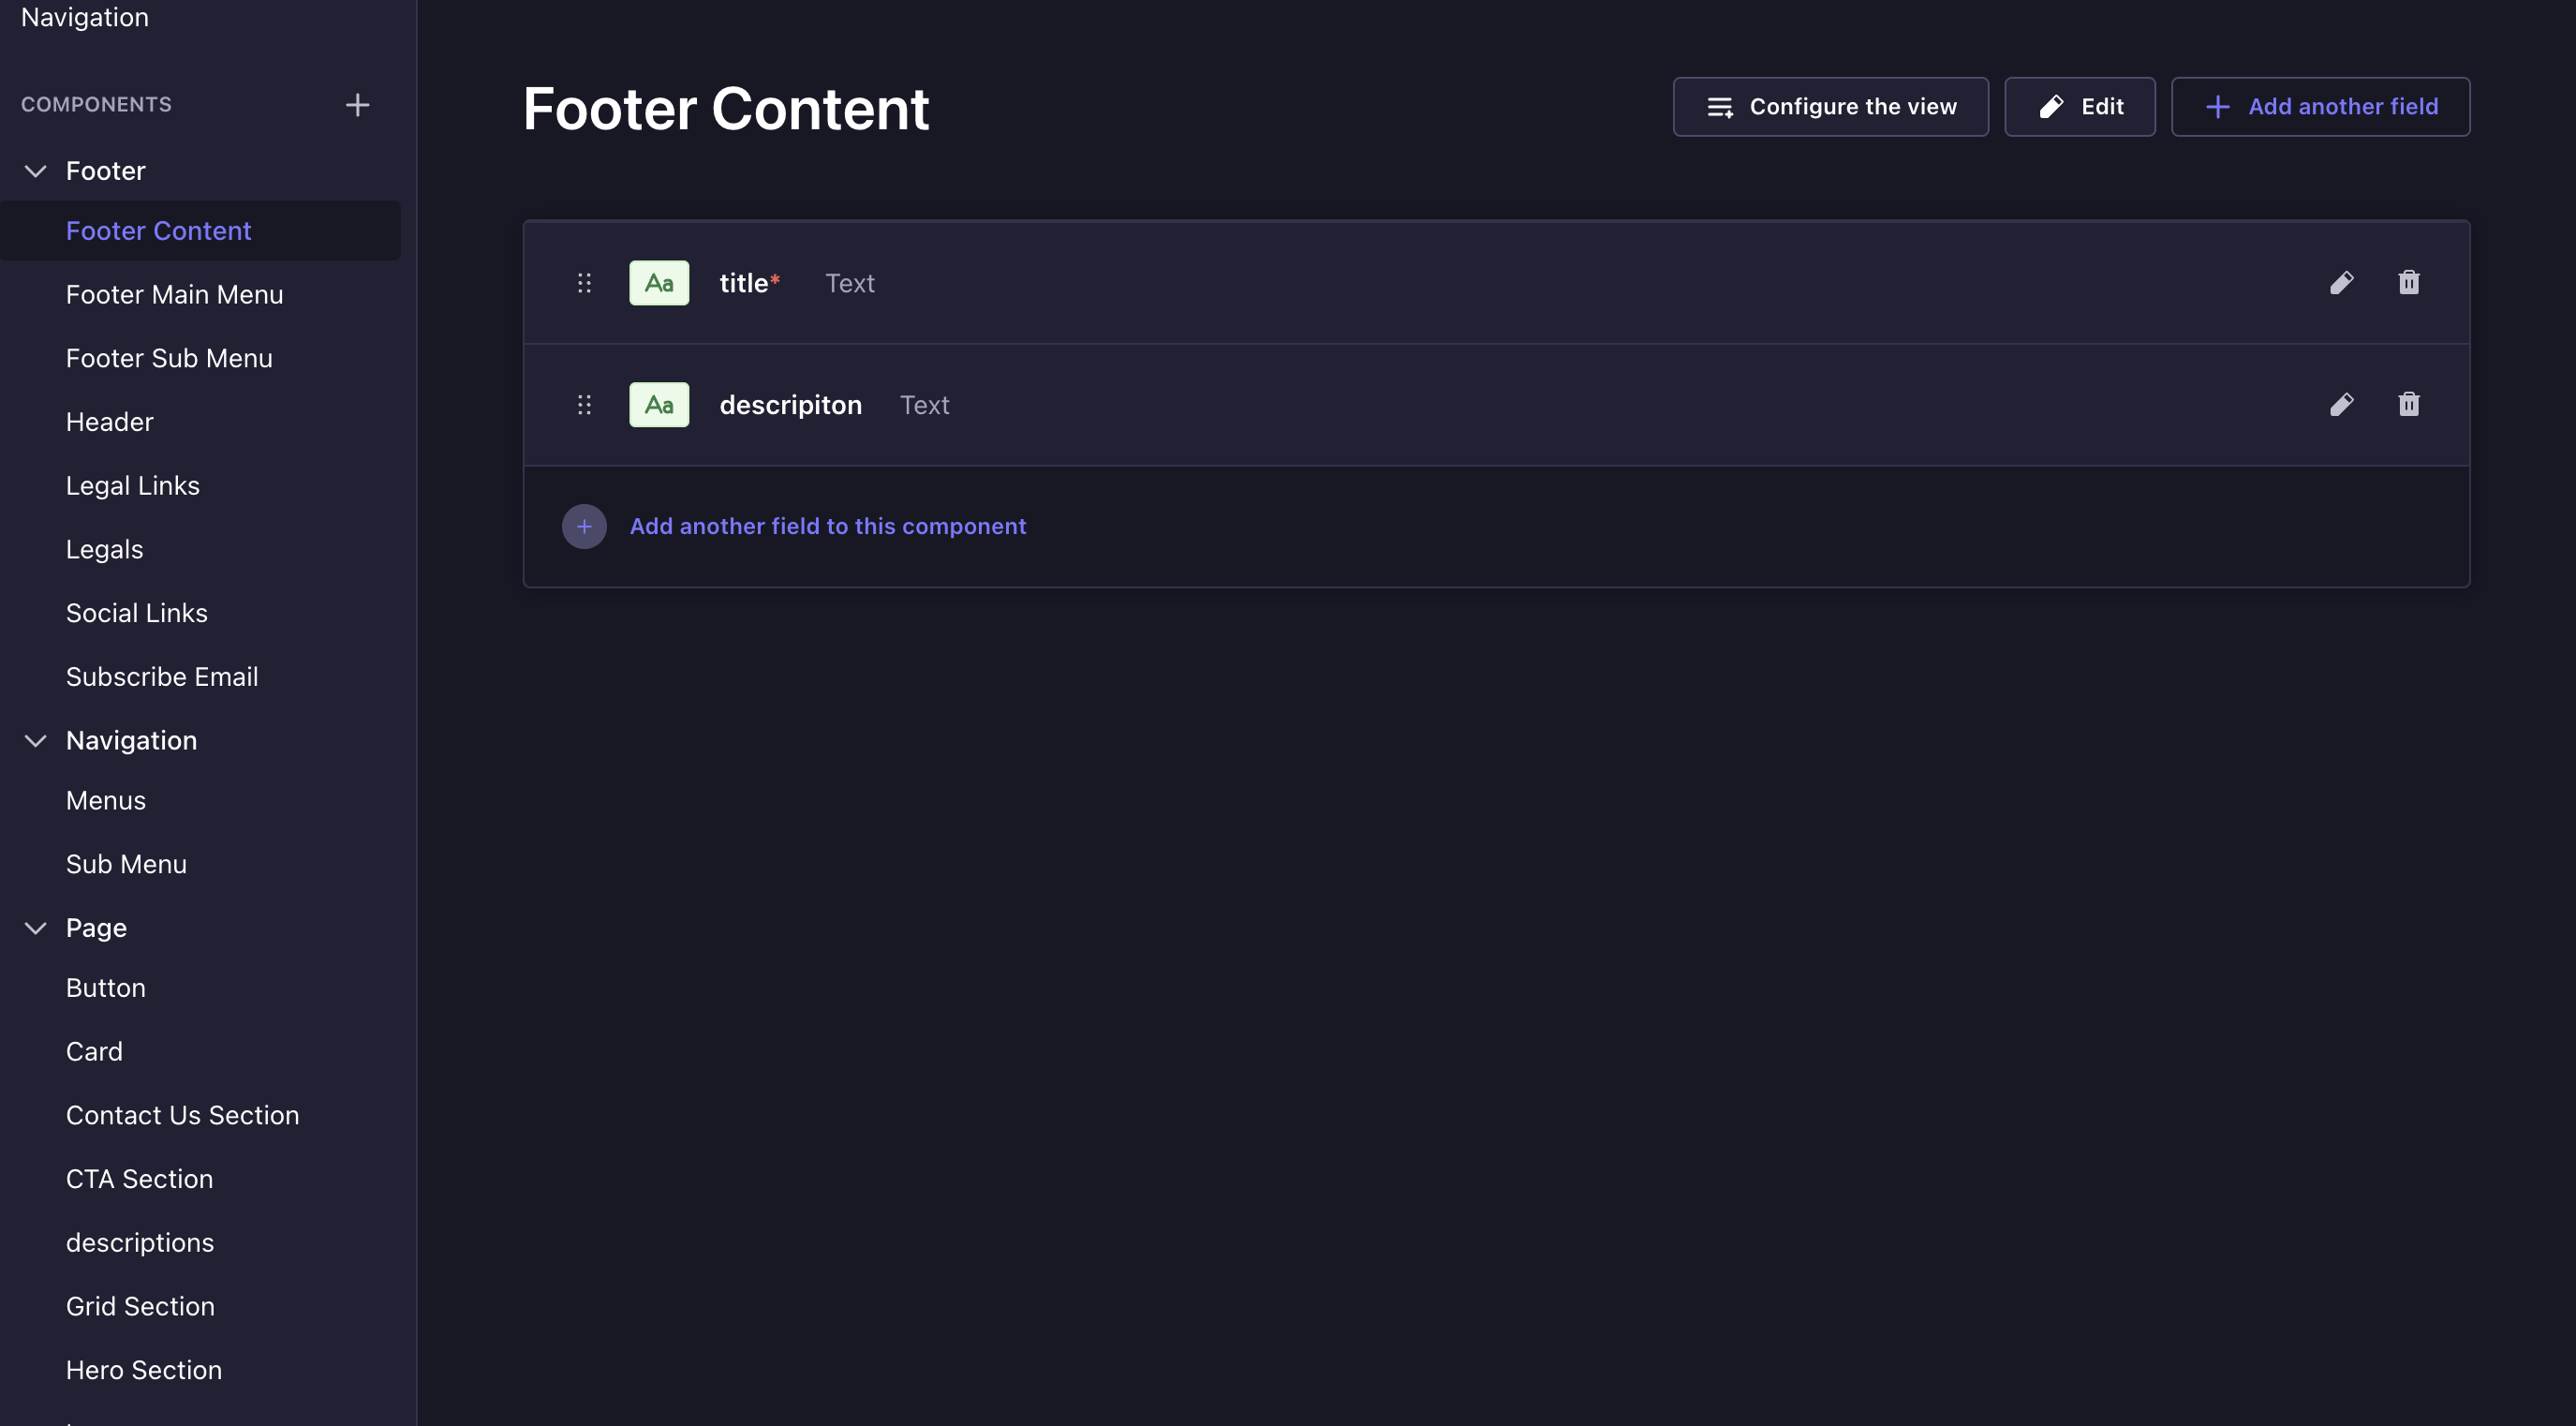 Navigation
COMPONENTS
Footer
Footer Content
Footer Main Menu
Footer Sub Menu
Header
Legal Links
Legals
Social Links
Subscribe Email
Navigation
Menus
Sub Menu
Page
Button
Card
Contact Us Section
CTA Section
descriptions
Grid Section
Hero Section
Footer Content
Configure the view
Edit
Add another field
Aa title* Text
Aa descripiton Text
Add another field to this component